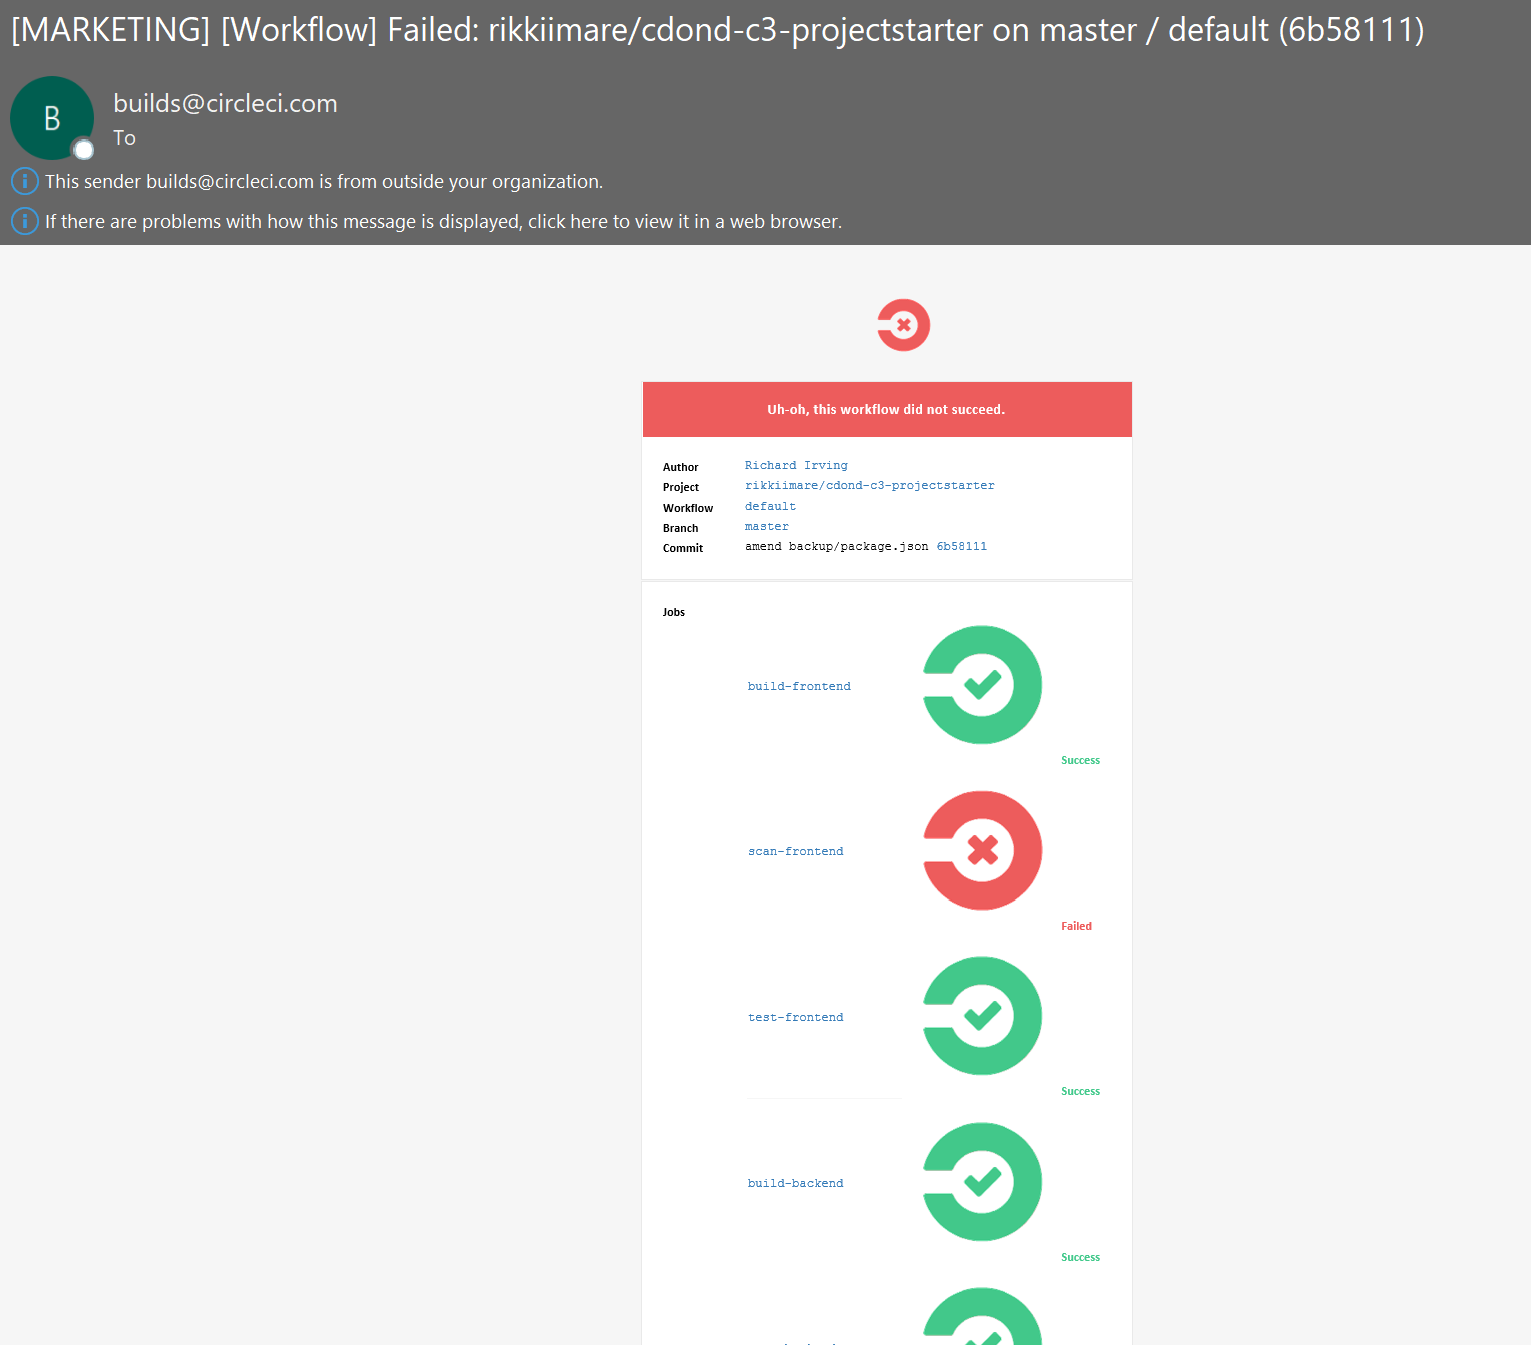 [MARKETING] [Workflow] Failed: rikkiimare/cdond-c3-projectstarter on master / default (6b58111)
B
builds@circleci.com
To
This sender builds@circleci.com is from outside your organization.
If there are problems with how this message is displayed, click here to view it in a web browser.
Uh-oh, this workflow did not succeed.
Author Richard Irving
Project rikkiimare/cdond-c3-projectstarter
Workflow default
Branch master
Commit amend backup/package.json 6b58111
Jobs
build-frontend
Success
scan-frontend
Failed
test-frontend
Success
build-backend
Success